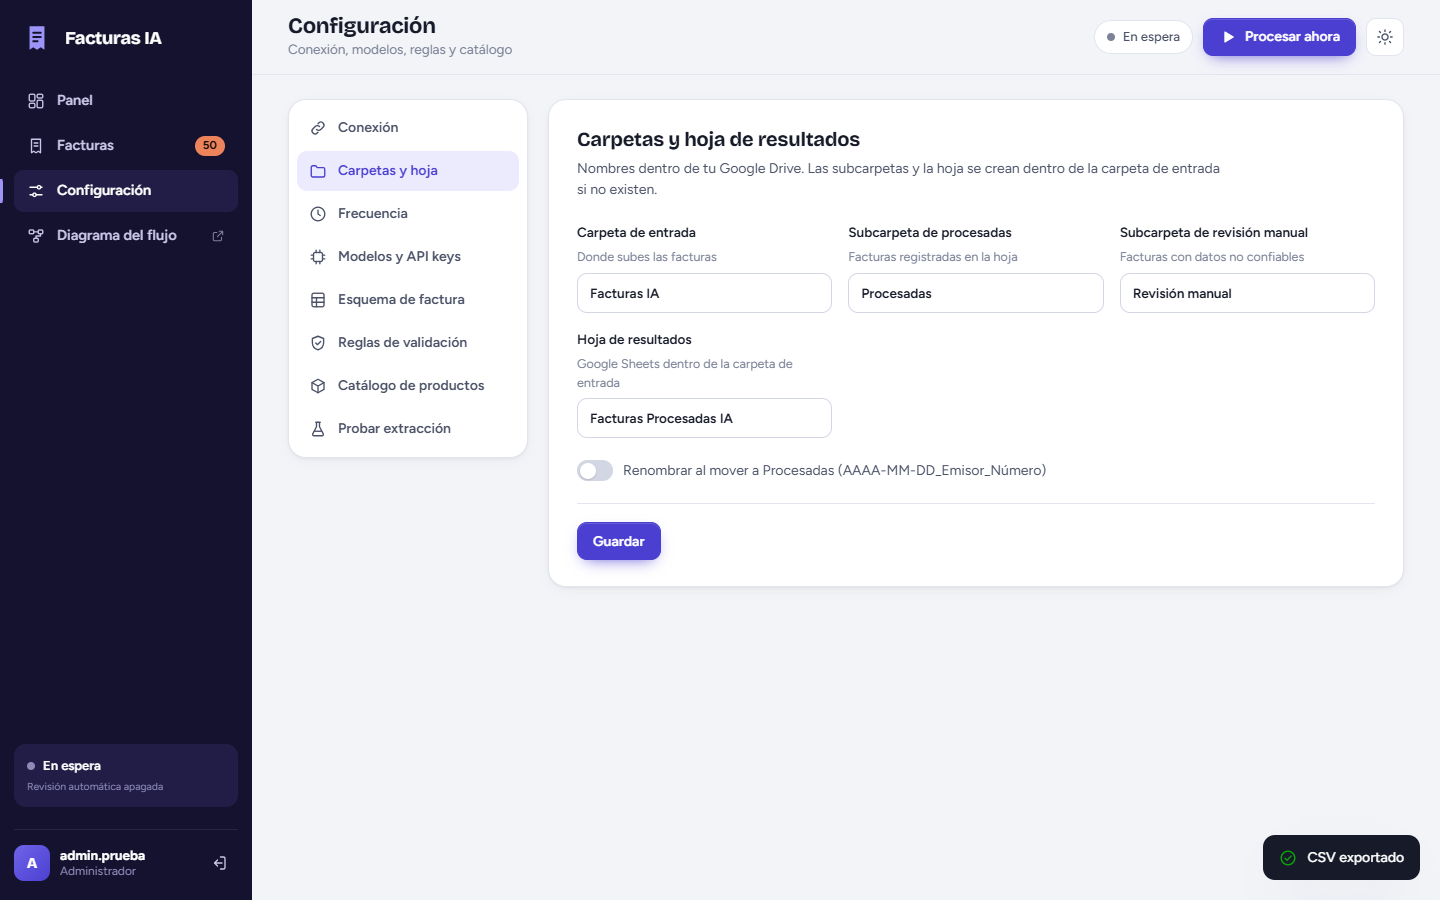 Facturas IA
Panel
Facturas
50
Configuración
Diagrama del flujo
En espera
Revisión automática apagada
A
admin.prueba
Administrador
Configuración
Conexión, modelos, reglas y catálogo
En espera
Procesar ahora
Conexión
Carpetas y hoja
Frecuencia
Modelos y API keys
Esquema de factura
Reglas de validación
Catálogo de productos
Probar extracción
Carpetas y hoja de resultados
Nombres dentro de tu Google Drive. Las subcarpetas y la hoja se crean dentro de la carpeta de entrada
si no existen.
Carpeta de entrada
Donde subes las facturas
Facturas IA
Subcarpeta de procesadas
Facturas registradas en la hoja
Procesadas
Subcarpeta de revisión manual
Facturas con datos no confiables
Revisión manual
Hoja de resultados
Google Sheets dentro de la carpeta de
entrada
Facturas Procesadas IA
Renombrar al mover a Procesadas (AAAA-MM-DD_Emisor_Número)
Guardar
CSV exportado